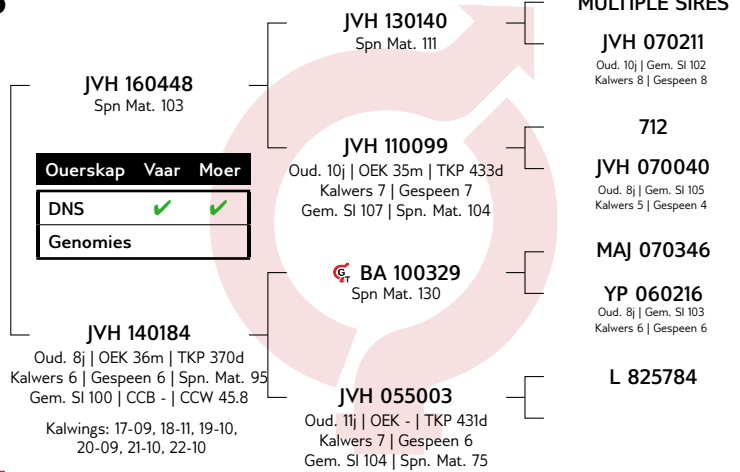 MULTIPLE SIRES
JVH 130140
Spn Mat. 111
JVH 070211
Oud. 10j | Gem. SI 102
Kalwers 8 | Gespeen 8
JVH 160448
Spn Mat. 103
712
JVH 110099
Oud. 10j | OEK 35m | TKP 433d
Kalwers 7 | Gespeen 7
Gem. SI 107 | Spn. Mat. 104
JVH 070040
Oud. 8j | Gem. SI 105
Kalwers 5 | Gespeen 4
Ouerskap Vaar Moer
DNS ✔ ✔
Genomies
MAJ 070346
GT BA 100329
Spn Mat. 130
YP 060216
Oud. 8j | Gem. SI 103
Kalwers 6 | Gespeen 6
JVH 140184
Oud. 8j | OEK 36m | TKP 370d
Kalwers 6 | Gespeen 6 | Spn. Mat. 95
Gem. SI 100 | CCB - | CCW 45.8
Kalwings: 17-09, 18-11, 19-10,
20-09, 21-10, 22-10
L 825784
JVH 055003
Oud. 11j | OEK - | TKP 431d
Kalwers 7 | Gespeen 6
Gem. SI 104 | Spn. Mat. 75